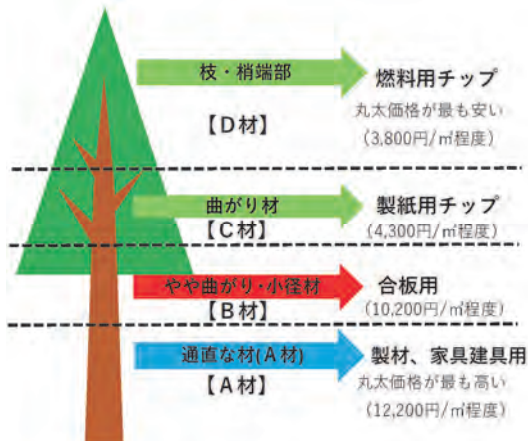 枝・梢端部
【D材】
燃料用チップ
丸太価格が最も安い
(3,800円/㎥程度)
曲がり材
【C材】
製紙用チップ
(4,300円/㎥程度)
やや曲がり・小径材
【B材】
合板用
(10,200円/㎥程度)
通直な材(A材)
【A材】
製材、家具建具用
丸太価格が最も高い
(12,200円/㎥程度)